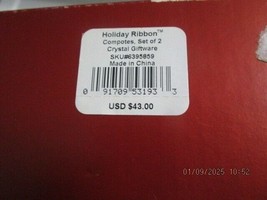 Holiday Ribbon™
Compotes, Set of 2
Crystal Giftware
SKU#6395859
Made in China
0 91709 53193 3
USD $43.00
01/09/2025 10:52